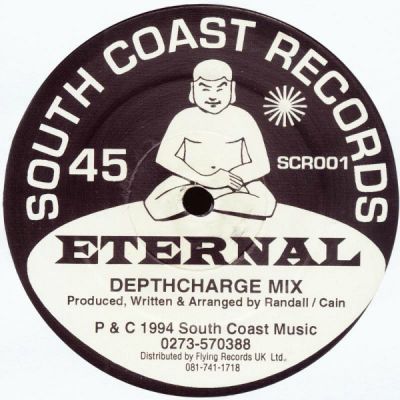 SOUTH COAST RECORDS
45
SCR001
ETERNAL
DEPTHCHARGE MIX
Produced, Written & Arranged by Randall / Cain
P & C 1994 South Coast Music
0273-570388
Distributed by Flying Records UK Ltd.
081-741-1718